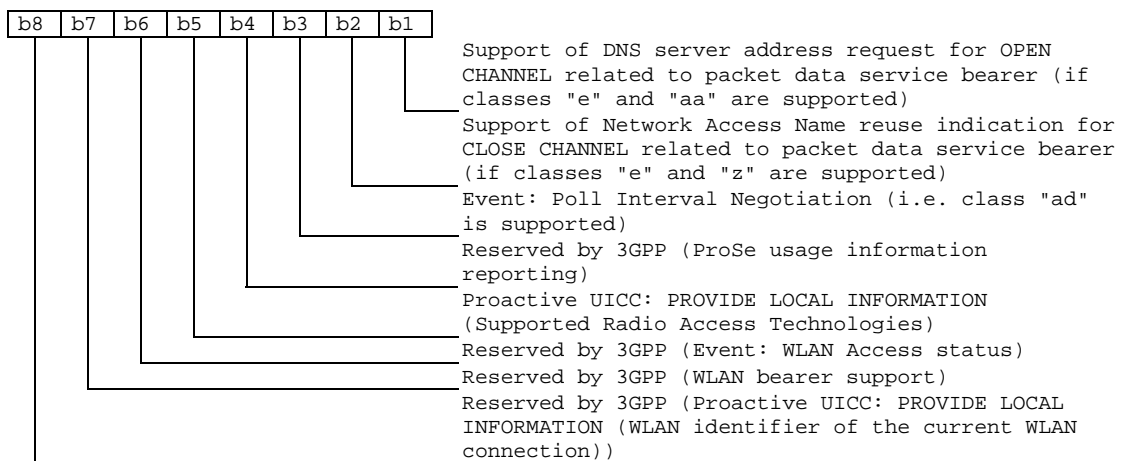 b8 b7 b6 b5 b4 b3 b2 b1
Support of DNS server address request for OPEN
CHANNEL related to packet data service bearer (if
classes "e" and "aa" are supported)
Support of Network Access Name reuse indication for
CLOSE CHANNEL related to packet data service bearer
(if classes "e" and "z" are supported)
Event: Poll Interval Negotiation (i.e. class "ad"
is supported)
Reserved by 3GPP (ProSe usage information
reporting)
Proactive UICC: PROVIDE LOCAL INFORMATION
(Supported Radio Access Technologies)
Reserved by 3GPP (Event: WLAN Access status)
Reserved by 3GPP (WLAN bearer support)
Reserved by 3GPP (Proactive UICC: PROVIDE LOCAL
INFORMATION (WLAN identifier of the current WLAN
connection))